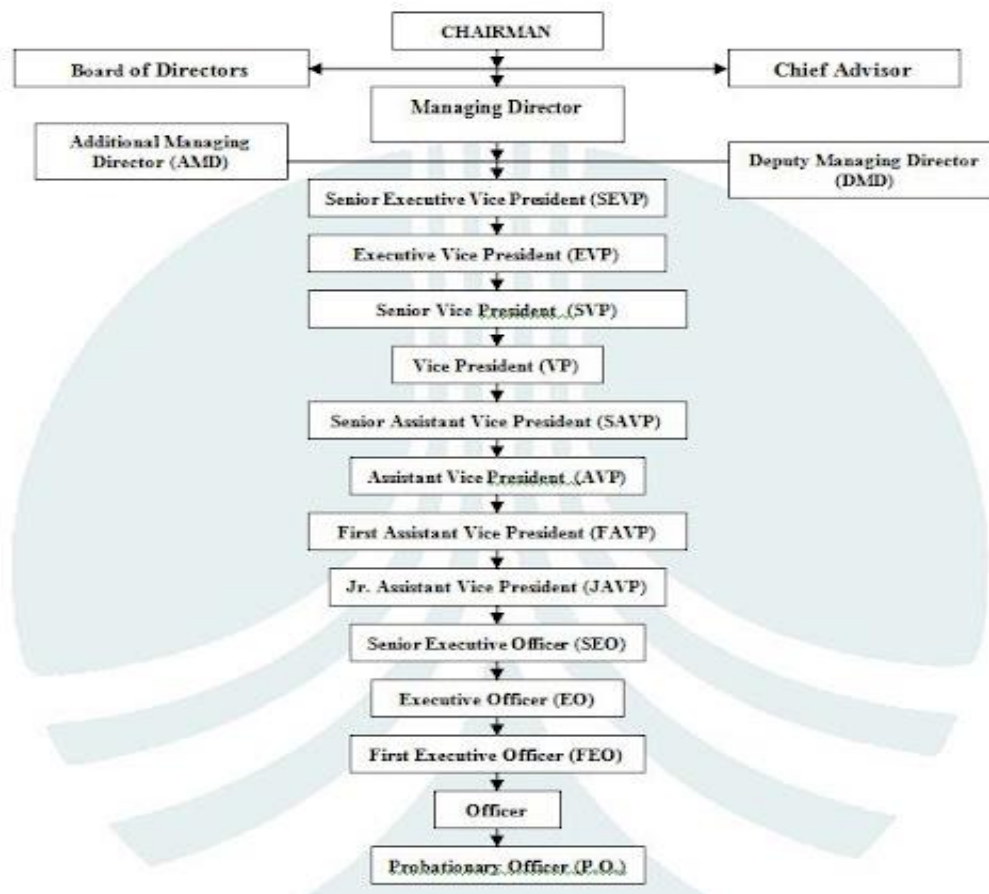 CHAIRMAN
Board of Directors
Chief Advisor
Managing Director
Additional Managing
Director (AMD)
Deputy Managing Director
(DMD)
Senior Executive Vice President (SEVP)
Executive Vice President (EVP)
Senior Vice President (SVP)
Vice President (VP)
Senior Assistant Vice President (SAVP)
Assistant Vice President (AVP)
First Assistant Vice President (FAVP)
Jr. Assistant Vice President (JAVP)
Senior Executive Officer (SEO)
Executive Officer (EO)
First Executive Officer (FEO)
Officer
Probationary Officer (P.O.)